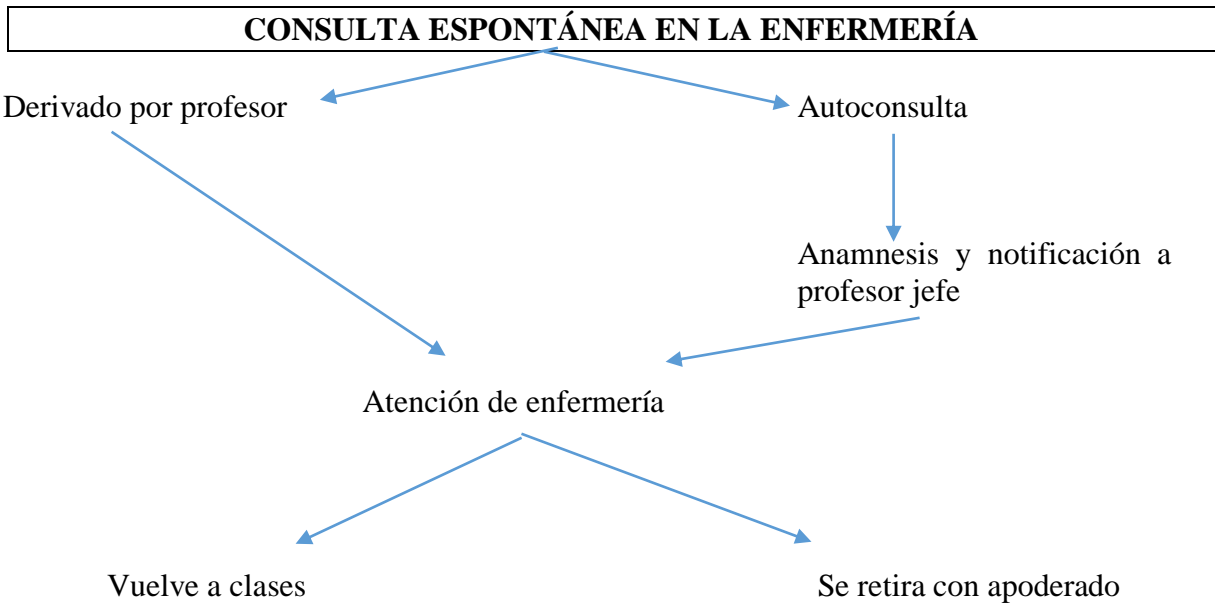 CONSULTA ESPONTÁNEA EN LA ENFERMERÍA
Derivado por profesor
Autoconsulta
Anamnesis y notificación a
profesor jefe
Atención de enfermería
Vuelve a clases
Se retira con apoderado